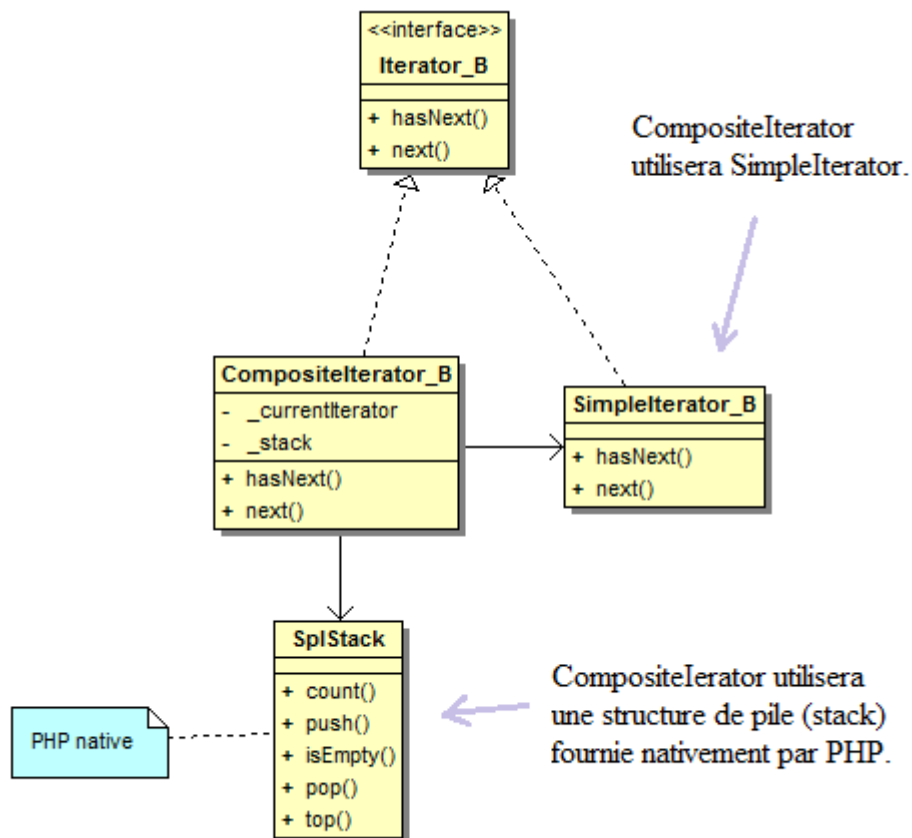 <<interface>>
Iterator_B
+ hasNext()
+ next()
CompositeIterator
utilisera SimpleIterator.
CompositeIterator_B
- _currentIterator
- _stack
+ hasNext()
+ next()
SimpleIterator_B
+ hasNext()
+ next()
SplStack
+ count()
+ push()
+ isEmpty()
+ pop()
+ top()
PHP native
CompositeIerator utilisera
une structure de pile (stack)
fournie nativement par PHP.